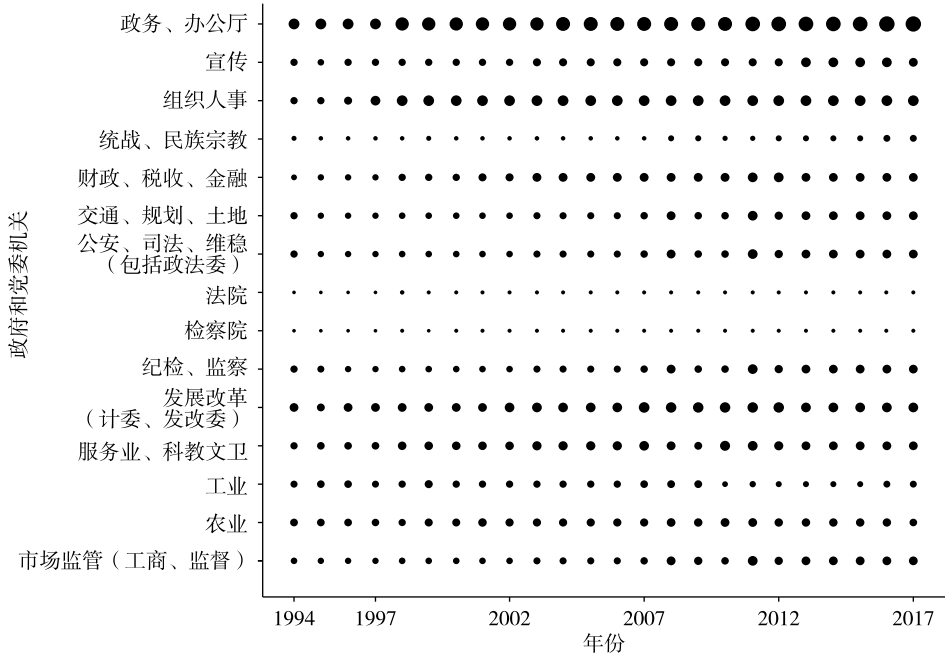 政务、办公厅
宣传
组织人事
统战、民族宗教
财政、税收、金融
交通、规划、土地
公安、司法、维稳
（包括政法委）
法院
检察院
纪检、监察
发展改革
（计委、发改委）
服务业、科教文卫
工业
农业
市场监管（工商、监督）
政府和党委机关
1994 1997 2002 2007 2012 2017
年份